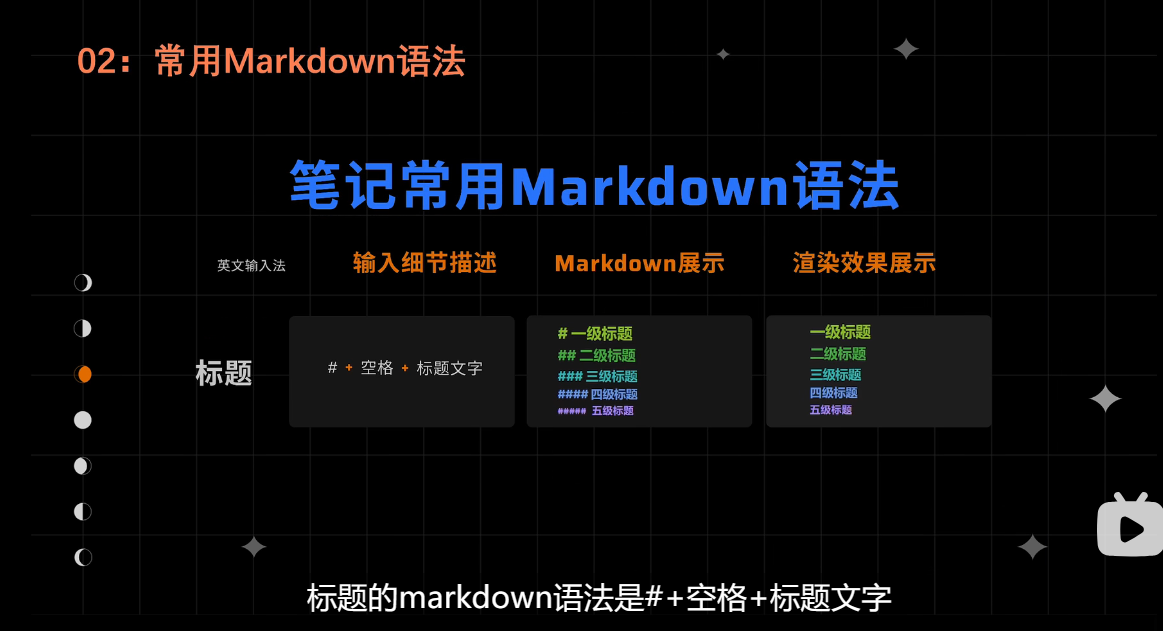 02：常用Markdown语法
笔记常用Markdown语法
英文输入法 输入细节描述 Markdown展示 渲染效果展示
标题
# + 空格 + 标题文字
# 一级标题
## 二级标题
### 三级标题
#### 四级标题
##### 五级标题
一级标题
二级标题
三级标题
四级标题
五级标题
标题的markdown语法是#+空格+标题文字